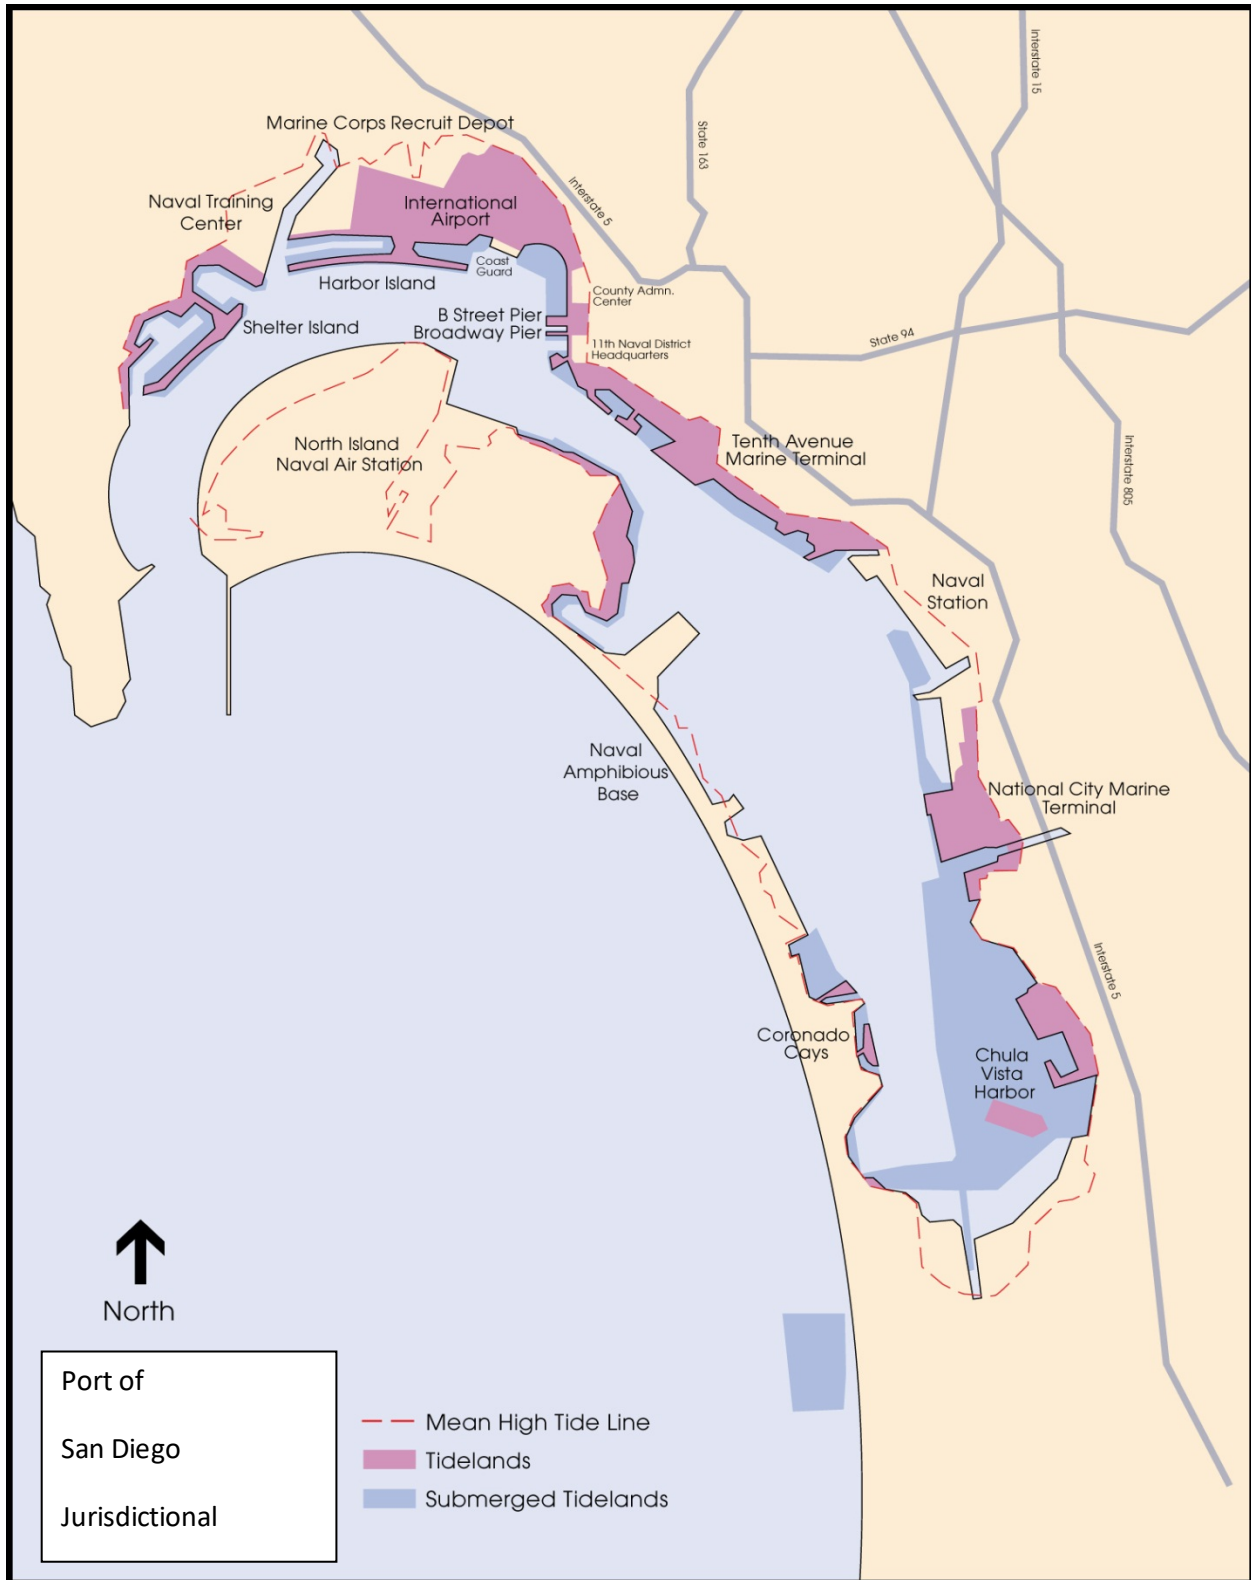 Interstate 15
Marine Corps Recruit Depot
State 163
Interstate 5
Naval Training
Center
International
Airport
Coast
Guard
Harbor Island
County Admn.
Center
B Street Pier
Broadway Pier
Shelter Island
11th Naval District
Headquarters
State 94
North Island
Naval Air Station
Tenth Avenue
Marine Terminal
Interstate 805
Naval
Station
Naval
Amphibious
Base
National City Marine
Terminal
Interstate 5
Coronado
Cays
Chula
Vista
Harbor
North
Port of
San Diego
Jurisdictional
Mean High Tide Line
Tidelands
Submerged Tidelands